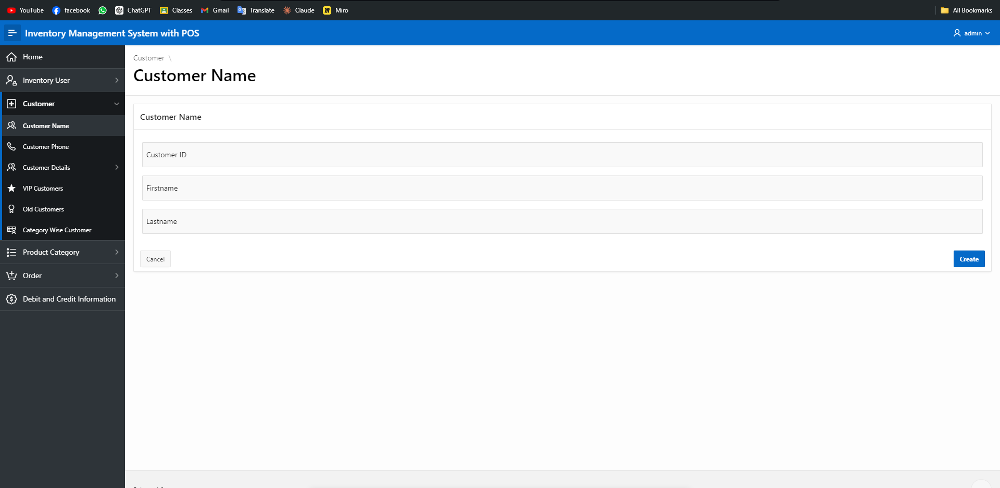 YouTube facebook ChatGPT Classes Gmail Translate Claude Miro All Bookmarks
Inventory Management System with POS admin
Home
Inventory User
Customer
Customer Name
Customer Phone
Customer Details
VIP Customers
Old Customers
Category Wise Customer
Product Category
Order
Debit and Credit Information
Customer \
Customer Name
Customer Name
Customer ID
Firstname
Lastname
Cancel Create